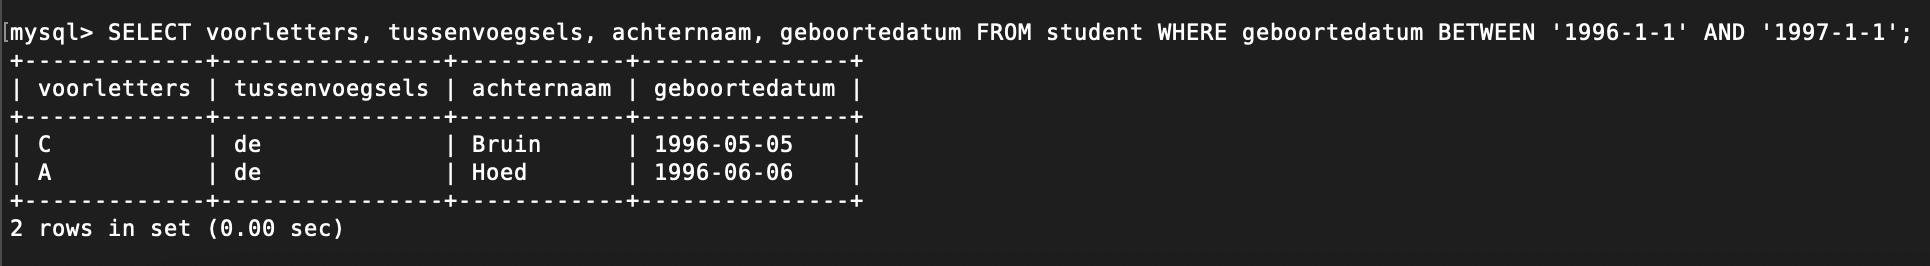 [mysql> SELECT voorletters, tussenvoegsels, achternaam, geboortedatum FROM student WHERE geboortedatum BETWEEN '1996-1-1' AND '1997-1-1';
+-------------+----------------+------------+---------------+
| voorletters | tussenvoegsels | achternaam | geboortedatum |
+-------------+----------------+------------+---------------+
| C           | de             | Bruin      | 1996-05-05    |
| A           | de             | Hoed       | 1996-06-06    |
+-------------+----------------+------------+---------------+
2 rows in set (0.00 sec)